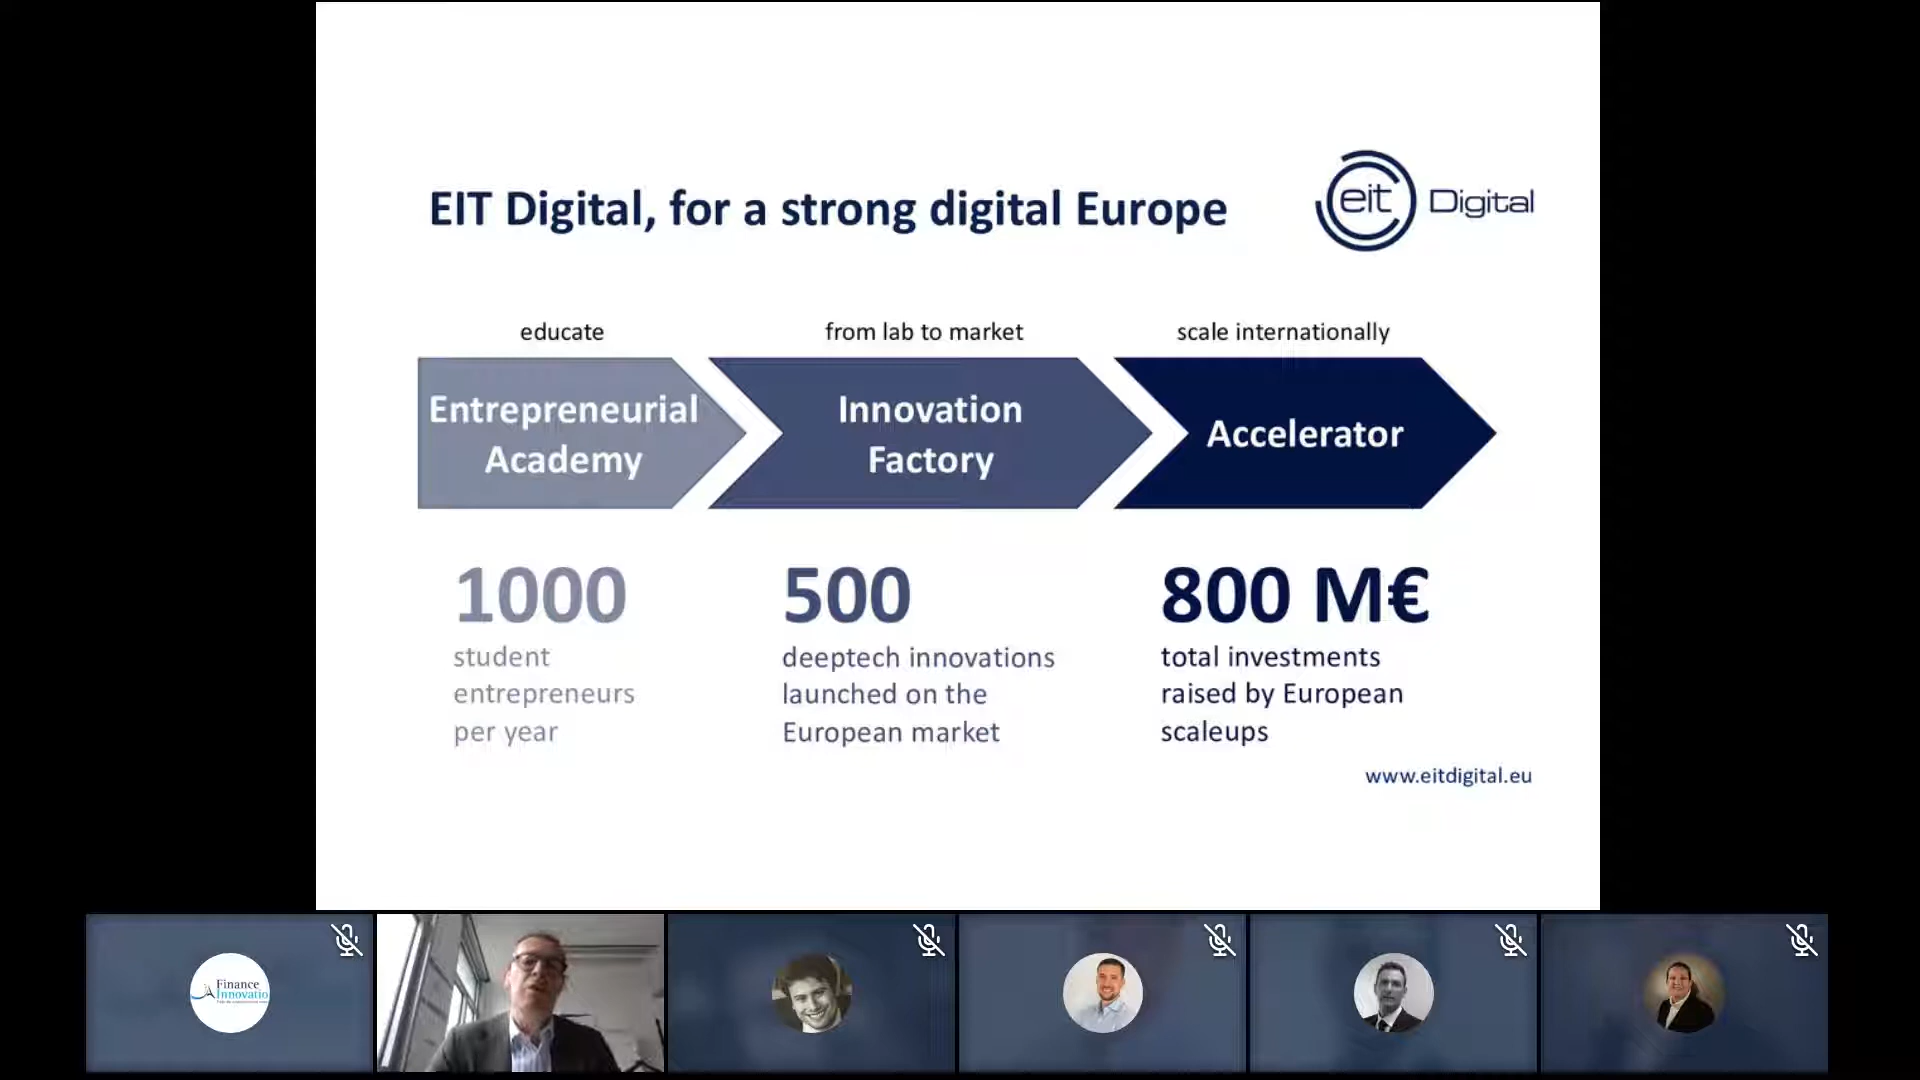 EIT Digital, for a strong digital Europe
eit Digital
educate
from lab to market
scale internationally
Entrepreneurial
Academy
Innovation
Factory
Accelerator
1000
student
entrepreneurs
per year
500
deeptech innovations
launched on the
European market
800 M€
total investments
raised by European
scaleups
www.eitdigital.eu
Finance
Innovatio